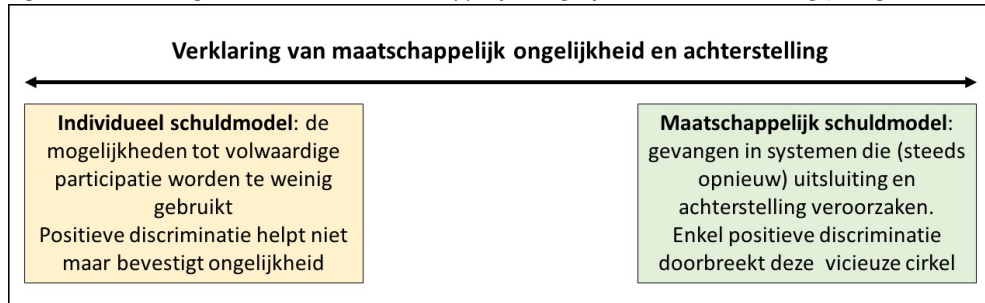 Verklaring van maatschappelijk ongelijkheid en achterstelling
Individueel schuldmodel: de
mogelijkheden tot volwaardige
participatie worden te weinig
gebruikt
Positieve discriminatie helpt niet
maar bevestigt ongelijkheid
Maatschappelijk schuldmodel:
gevangen in systemen die (steeds
opnieuw) uitsluiting en
achterstelling veroorzaken.
Enkel positieve discriminatie
doorbreekt deze vicieuze cirkel